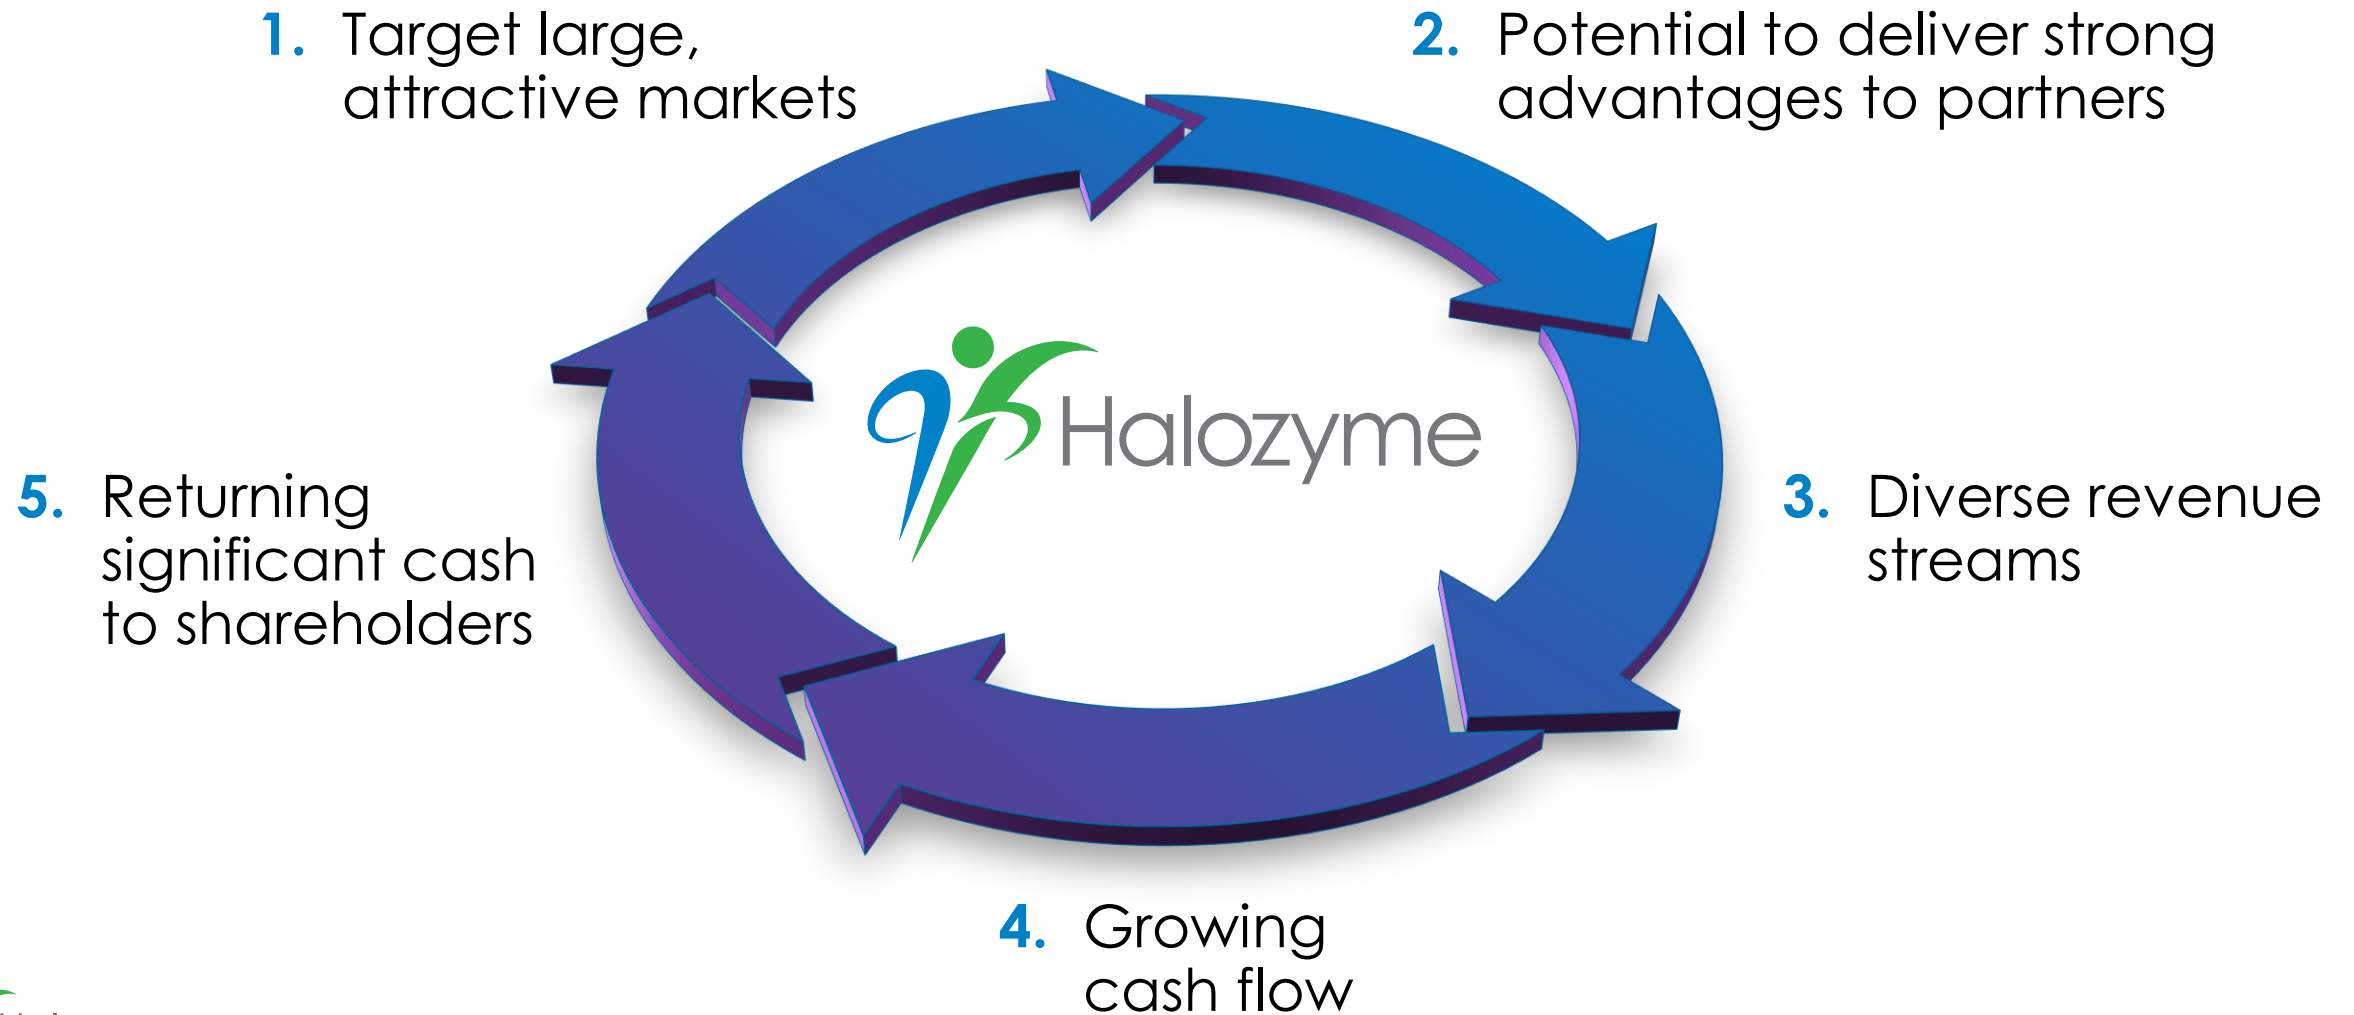 1. Target large,
attractive markets
2. Potential to deliver strong
advantages to partners
Halozyme
3. Diverse revenue
streams
4. Growing
cash flow
5. Returning
significant cash
to shareholders